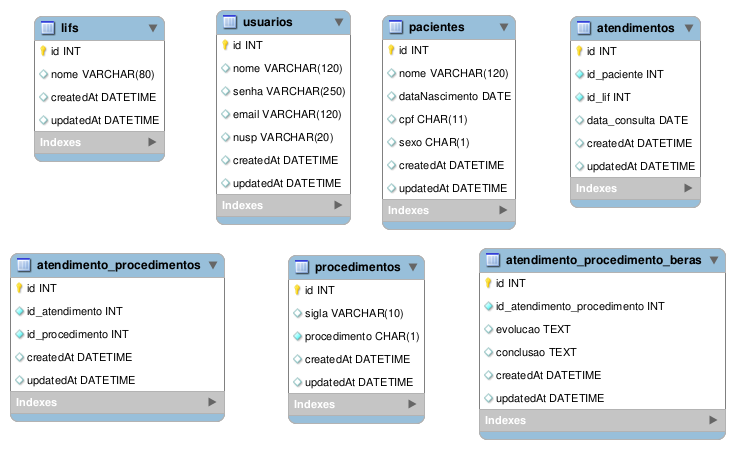 lifs
id INT
nome VARCHAR(80)
createdAt DATETIME
updatedAt DATETIME
Indexes
usuarios
id INT
nome VARCHAR(120)
senha VARCHAR(250)
email VARCHAR(120)
nusp VARCHAR(20)
createdAt DATETIME
updatedAt DATETIME
Indexes
pacientes
id INT
nome VARCHAR(120)
dataNascimento DATE
cpf CHAR(11)
sexo CHAR(1)
createdAt DATETIME
updatedAt DATETIME
Indexes
atendimentos
id INT
id_paciente INT
id_lif INT
data_consulta DATE
createdAt DATETIME
updatedAt DATETIME
Indexes
atendimento_procedimentos
id INT
id_atendimento INT
id_procedimento INT
createdAt DATETIME
updatedAt DATETIME
Indexes
procedimentos
id INT
sigla VARCHAR(10)
procedimento CHAR(1)
createdAt DATETIME
updatedAt DATETIME
Indexes
atendimento_procedimento_beras
id INT
id_atendimento_procedimento INT
evolucao TEXT
conclusao TEXT
createdAt DATETIME
updatedAt DATETIME
Indexes